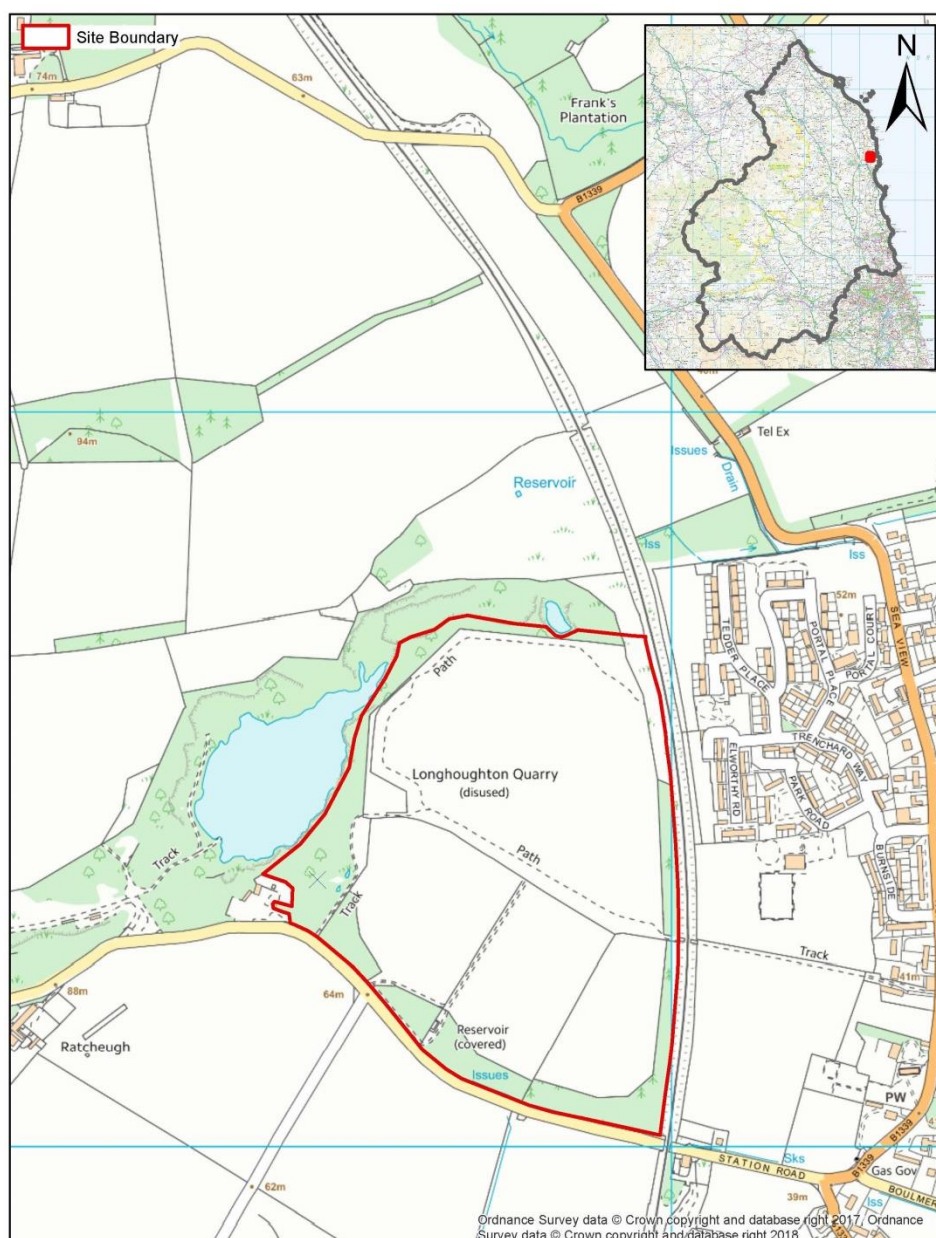 Site Boundary
N
74m
63m
Frank's
Plantation
B1339
94m
Tel Ex
Issues
Drain
Reservoir
Iss
Iss
52m
SEA VIEW
TEDDER PLACE
PORTAL PLACE
PORTAL COURT
TRENCHARD WAY
ELWORTHY RD
PARK ROAD
BURNSIDE
Path
Longhoughton Quarry
(disused)
Path
Track
Track
Track
41m
88m
64m
Ratcheugh
Reservoir
(covered)
Issues
PW
B1339
Sks
STATION ROAD
B1339
Gas Gov
BOULMER
Iss
62m
39m
Ordnance Survey data © Crown copyright and database right 2017, Ordnance
Survey data © Crown copyright and database right 2018